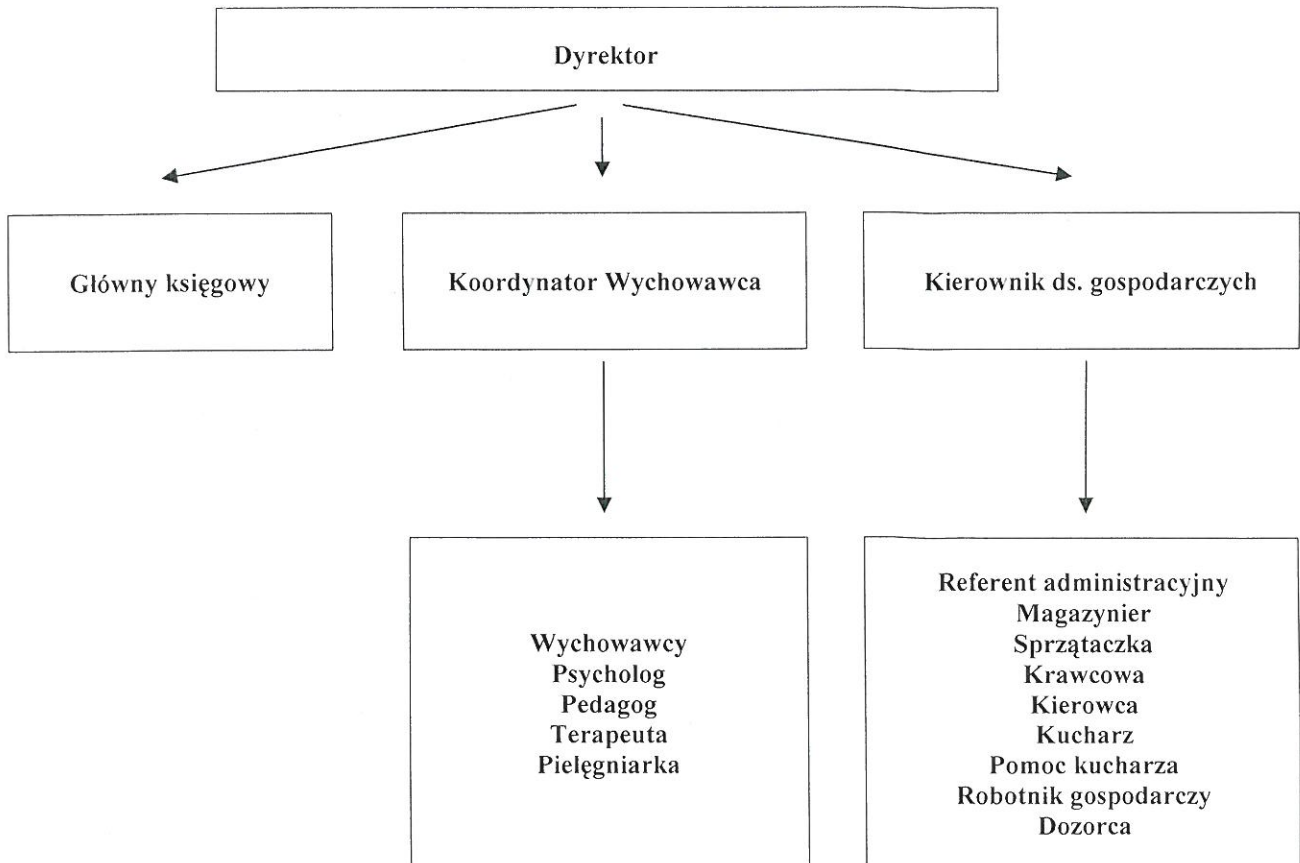 Dyrektor
Główny księgowy
Koordynator Wychowawca
Kierownik ds. gospodarczych
Wychowawcy
Psycholog
Pedagog
Terapeuta
Pielęgniarka
Referent administracyjny
Magazynier
Sprzątaczka
Krawcowa
Kierowca
Kucharz
Pomoc kucharza
Robotnik gospodarczy
Dozorca